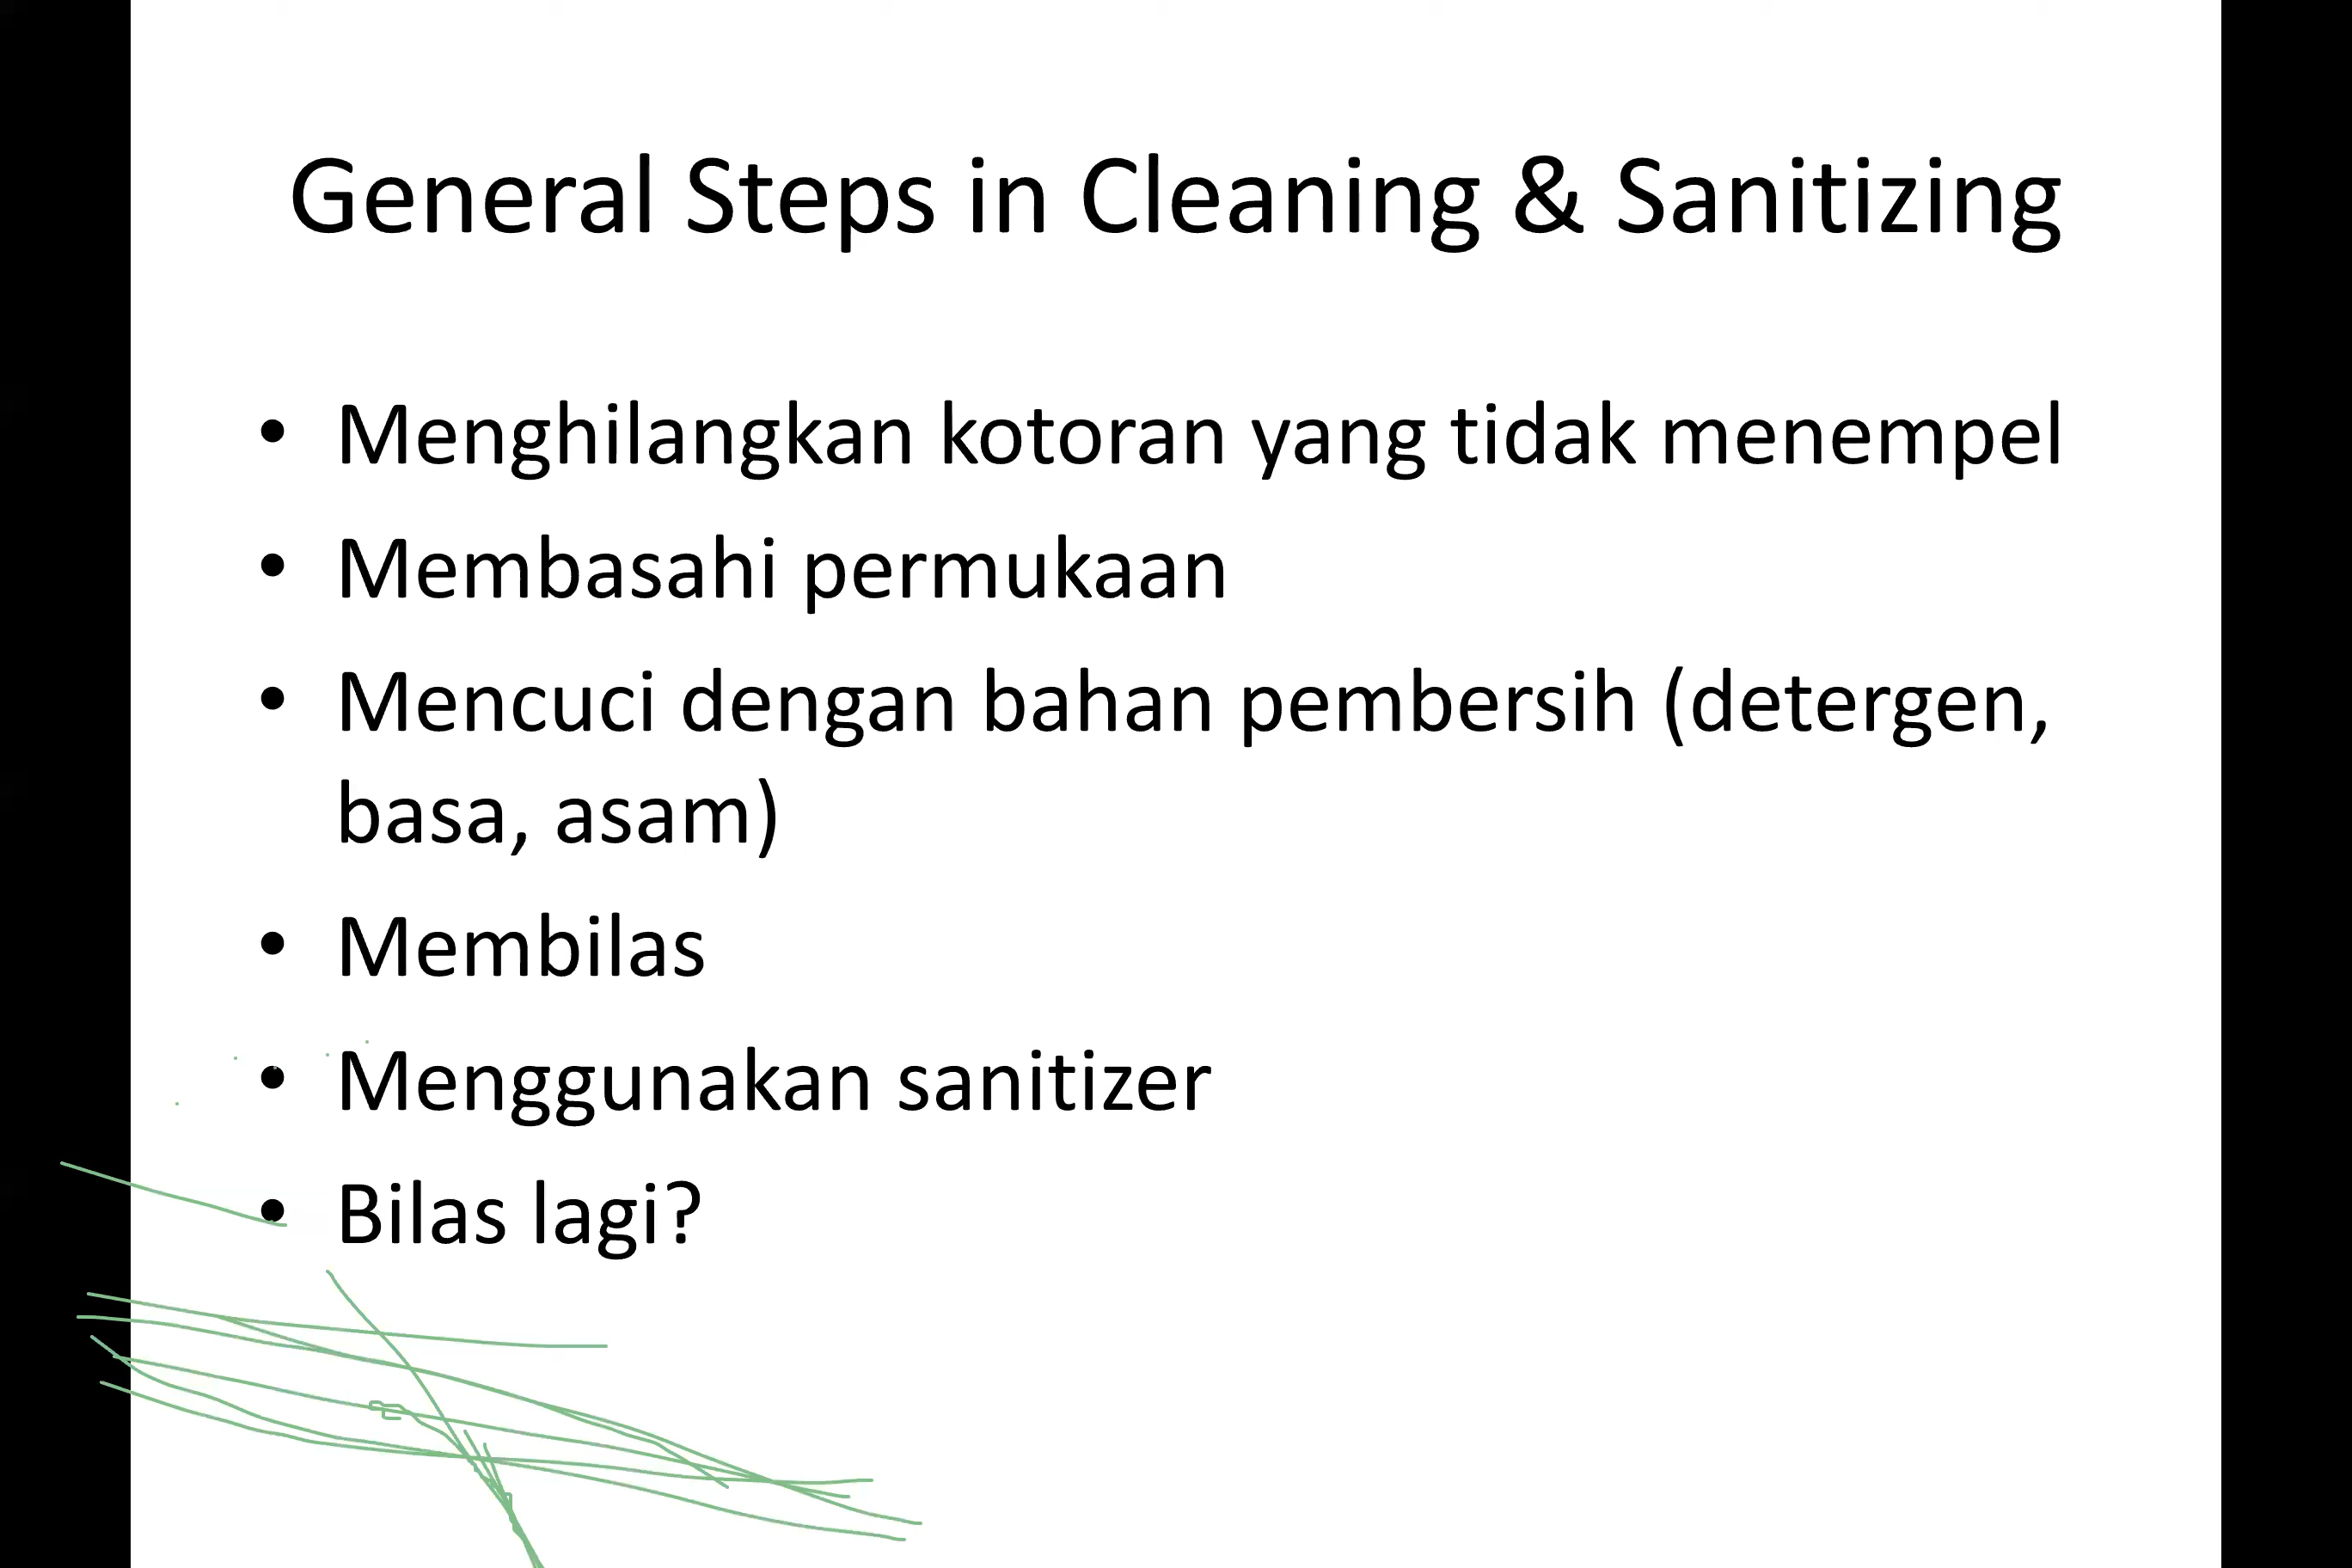 General Steps in Cleaning & Sanitizing
• Menghilangkan kotoran yang tidak menempel
• Membasahi permukaan
• Mencuci dengan bahan pembersih (detergen,
basa, asam)
• Membilas
• Menggunakan sanitizer
• Bilas lagi?